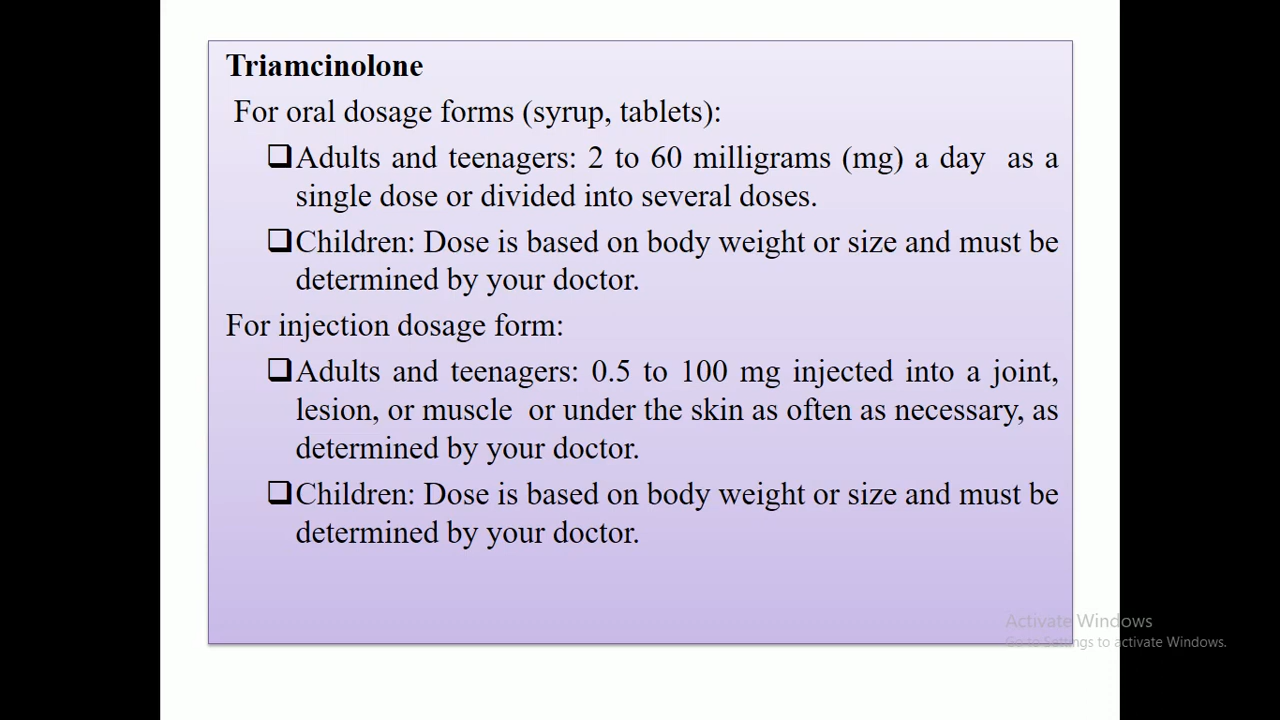 Triamcinolone
For oral dosage forms (syrup, tablets):
❑Adults and teenagers: 2 to 60 milligrams (mg) a day as a
single dose or divided into several doses.
❑Children: Dose is based on body weight or size and must be
determined by your doctor.
For injection dosage form:
❑Adults and teenagers: 0.5 to 100 mg injected into a joint,
lesion, or muscle or under the skin as often as necessary, as
determined by your doctor.
❑Children: Dose is based on body weight or size and must be
determined by your doctor.
Activate Windows
Go to Settings to activate Windows.